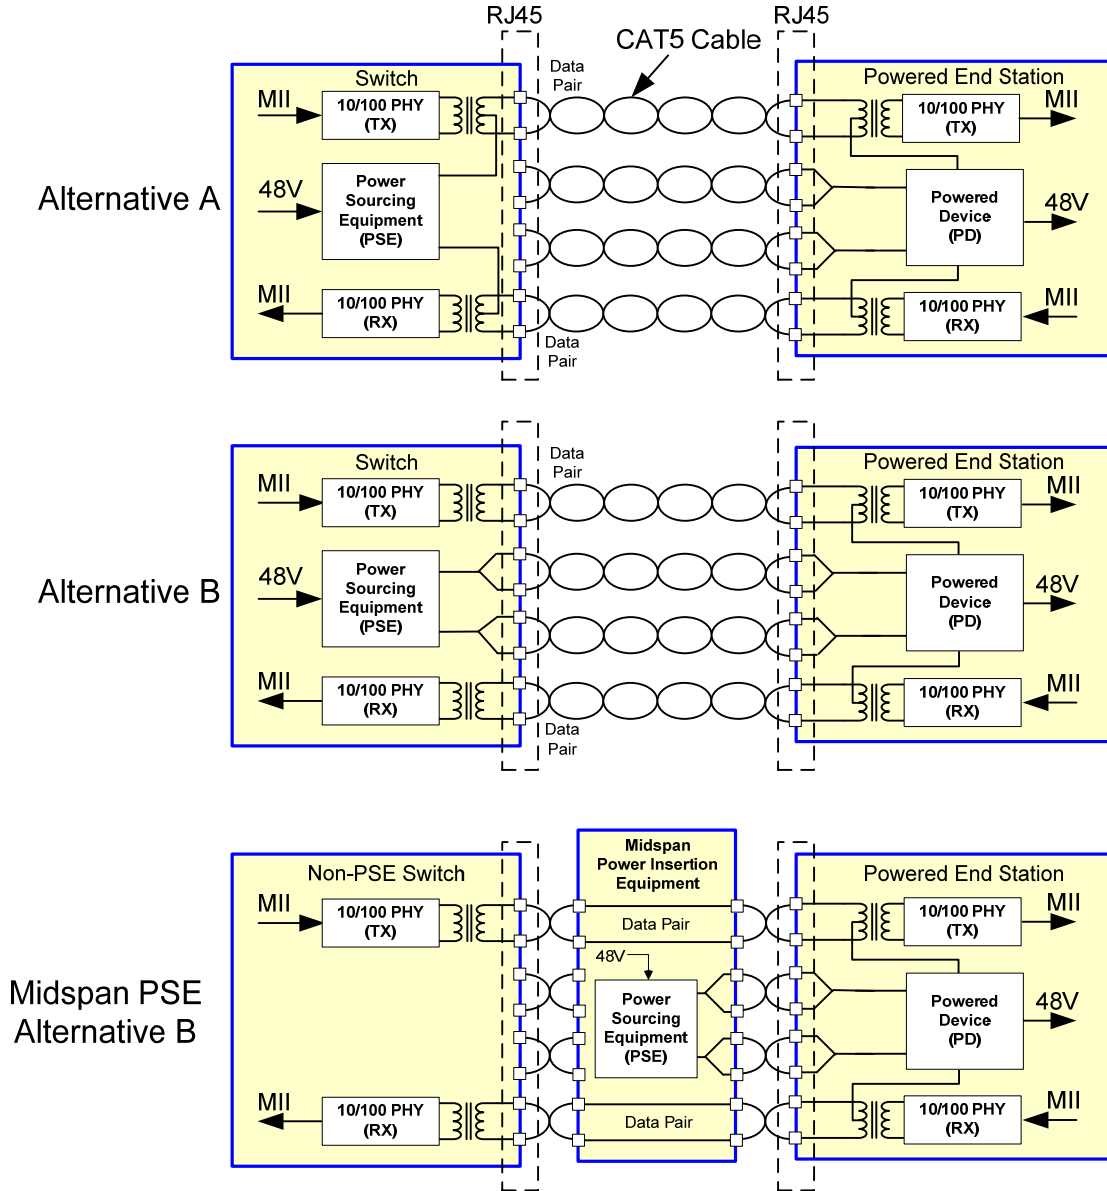 RJ45
RJ45
CAT5 Cable
Data
Pair
Switch
Powered End Station
MII
10/100 PHY
(TX)
10/100 PHY
(TX)
MII
Alternative A
48V
Power
Sourcing
Equipment
(PSE)
Powered
Device
(PD)
48V
MII
10/100 PHY
(RX)
10/100 PHY
(RX)
MII
Data
Pair
Data
Pair
Switch
Powered End Station
MII
10/100 PHY
(TX)
10/100 PHY
(TX)
MII
Alternative B
48V
Power
Sourcing
Equipment
(PSE)
Powered
Device
(PD)
48V
MII
10/100 PHY
(RX)
10/100 PHY
(RX)
MII
Data
Pair
Midspan
Power Insertion
Equipment
Non-PSE Switch
Powered End Station
MII
10/100 PHY
(TX)
Data Pair
10/100 PHY
(TX)
MII
Midspan PSE
Alternative B
48V
Power
Sourcing
Equipment
(PSE)
Powered
Device
(PD)
48V
MII
10/100 PHY
(RX)
Data Pair
10/100 PHY
(RX)
MII